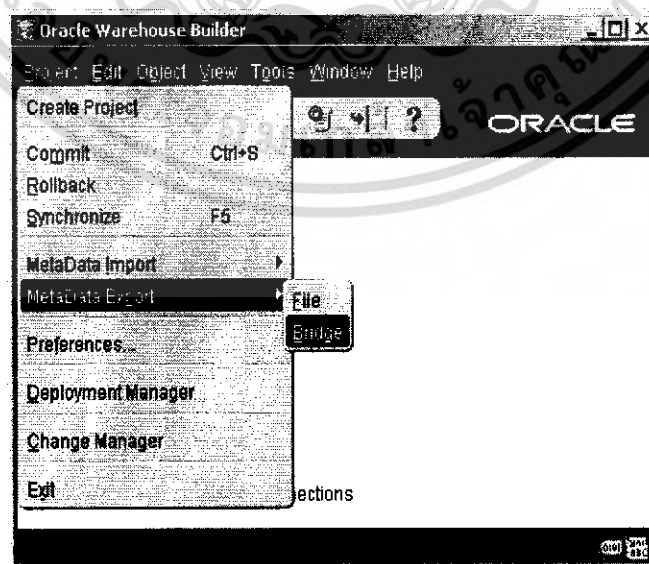 Oracle Warehouse Builder
Project Edit Object View Tools Window Help
Create Project
ORACLE
Commit Ctrl+S
Rollback
Synchronize F5
MetaData Import
MetaData Export
File
Bridge
Preferences...
Deployment Manager
Change Manager
Exit
ections